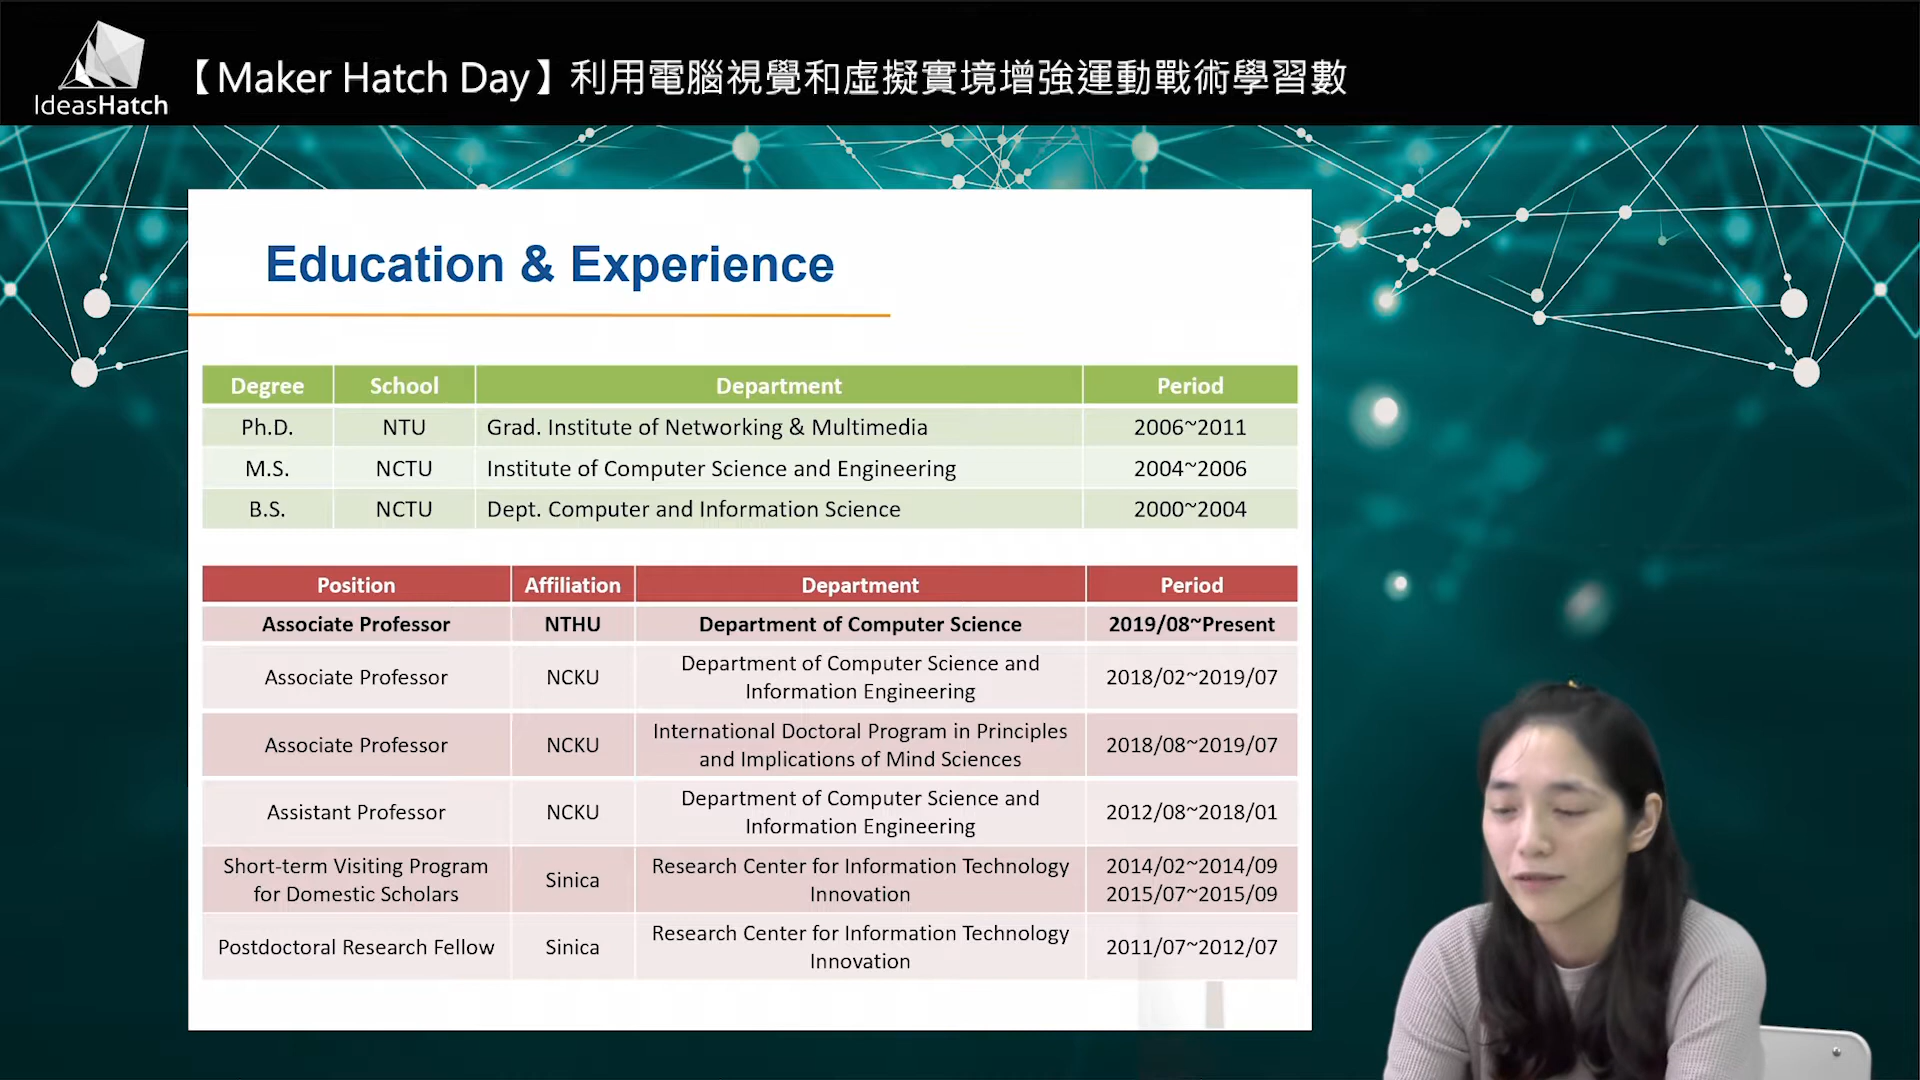 IdeasHatch
【Maker Hatch Day】利用電腦視覺和虛擬實境增強運動戰術學習數
Education & Experience
Degree School Department Period
Ph.D. NTU Grad. Institute of Networking & Multimedia 2006~2011
M.S. NCTU Institute of Computer Science and Engineering 2004~2006
B.S. NCTU Dept. Computer and Information Science 2000~2004
Position Affiliation Department Period
Associate Professor NTHU Department of Computer Science 2019/08~Present
Associate Professor NCKU Department of Computer Science and
Information Engineering 2018/02~2019/07
Associate Professor NCKU International Doctoral Program in Principles
and Implications of Mind Sciences 2018/08~2019/07
Assistant Professor NCKU Department of Computer Science and
Information Engineering 2012/08~2018/01
Short-term Visiting Program
for Domestic Scholars Sinica Research Center for Information Technology
Innovation 2014/02~2014/09
2015/07~2015/09
Postdoctoral Research Fellow Sinica Research Center for Information Technology
Innovation 2011/07~2012/07